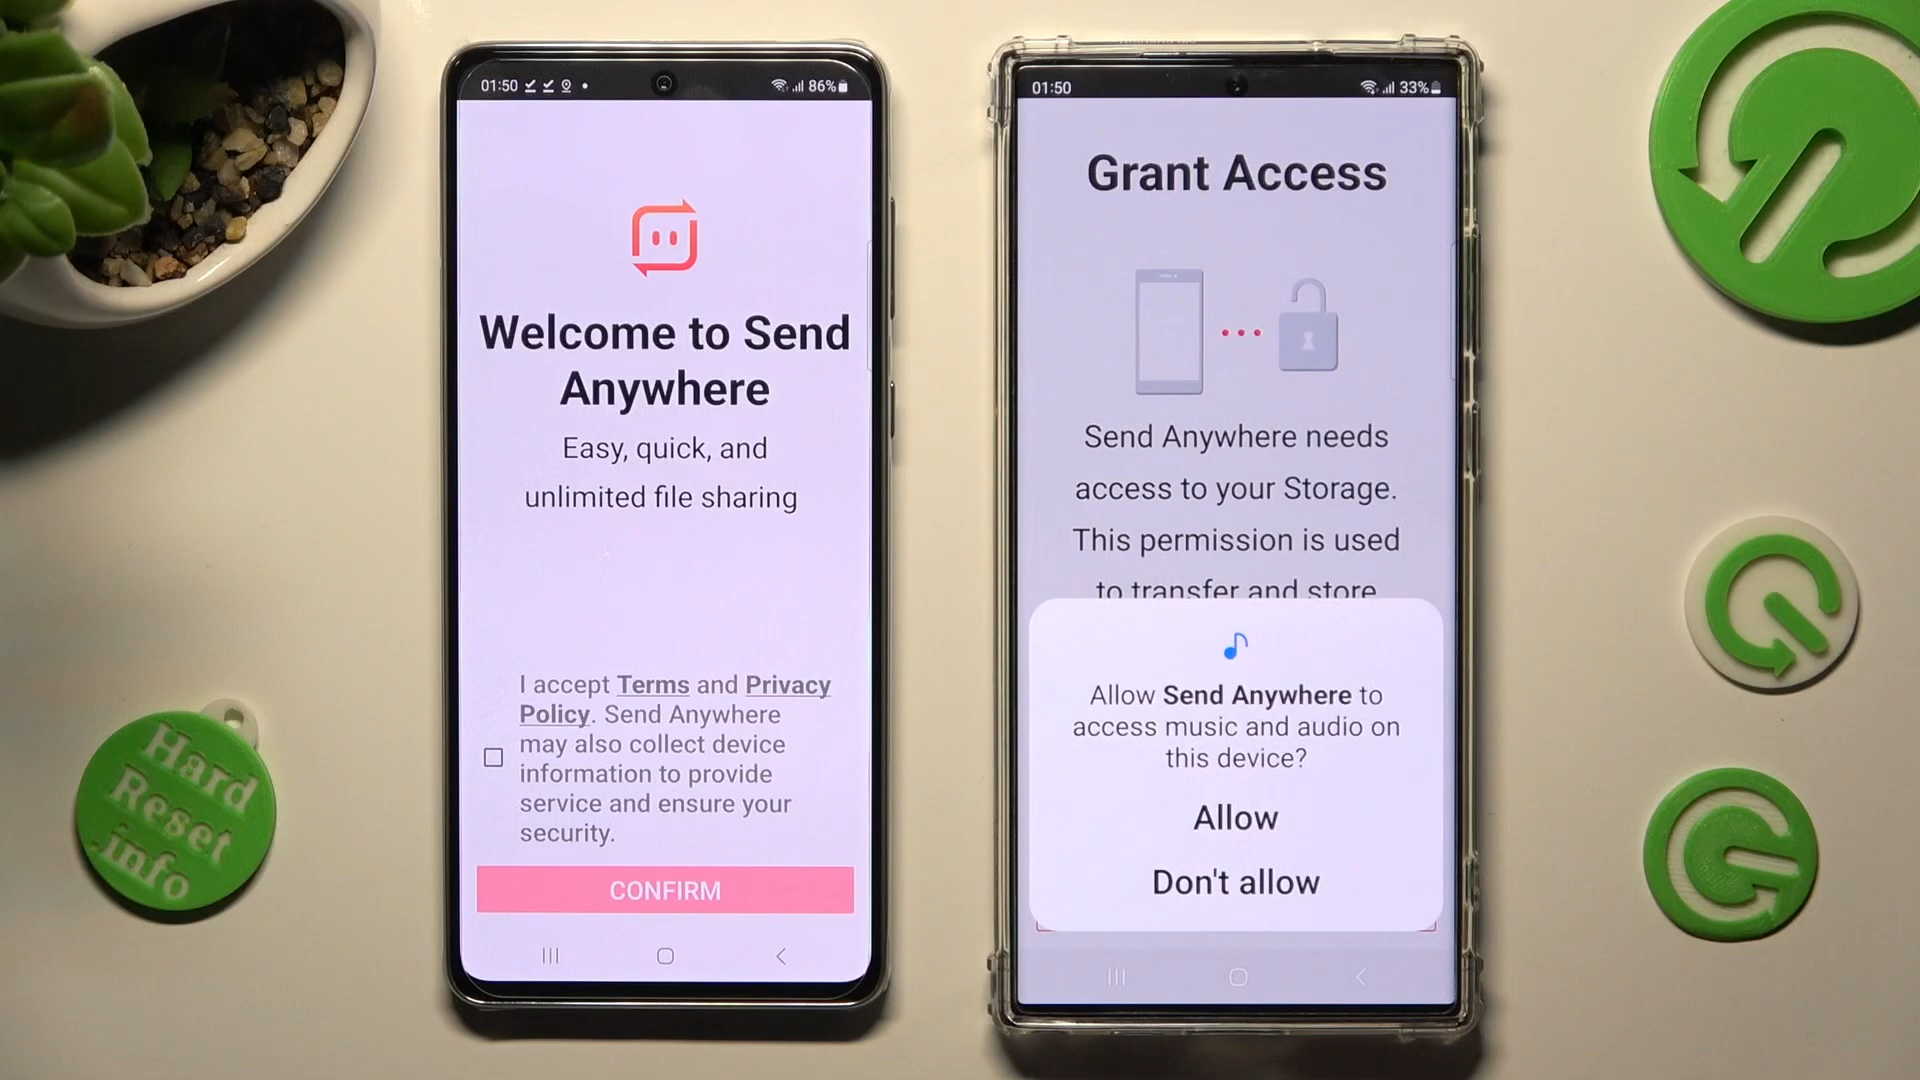 01:50
86%
Welcome to Send
Anywhere
Easy, quick, and
unlimited file sharing
I accept Terms and Privacy
Policy. Send Anywhere
may also collect device
information to provide
service and ensure your
security.
CONFIRM
01:50
33%
Grant Access
Send Anywhere needs
access to your Storage.
This permission is used
to transfer and store
Allow Send Anywhere to
access music and audio on
this device?
Allow
Don't allow
Hard
Reset
info